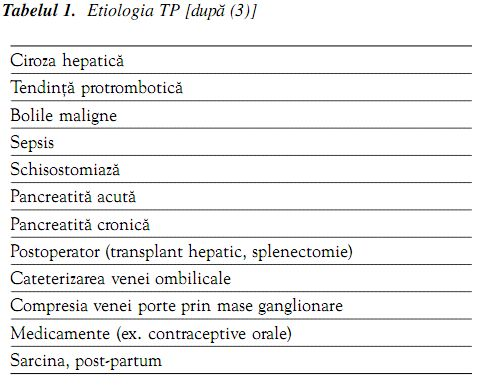 Tabelul 1. Etiologia TP [după (3)]
Ciroza hepatică
Tendință protrombotică
Bolile maligne
Sepsis
Schisostomiază
Pancreatită acută
Pancreatită cronică
Postoperator (transplant hepatic, splenectomie)
Cateterizarea venei ombilicale
Compresia venei porte prin mase ganglionare
Medicamente (ex. contraceptive orale)
Sarcina, post-partum